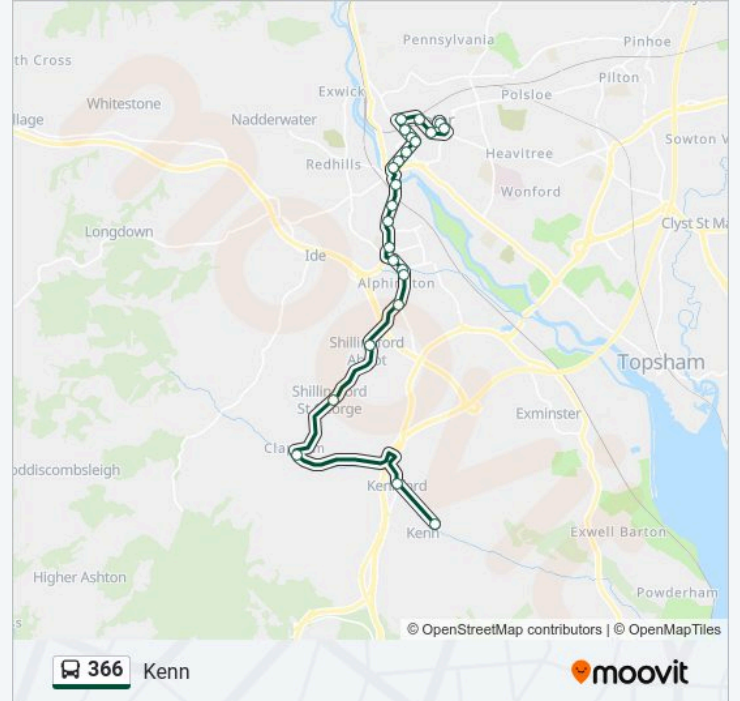 Pennsylvania
Pinhoe
th Cross
Pilton
Exwick
Polsloe
Whitestone
llage
Nadderwater
Sowton V
Heavitree
Redhills
Wonford
Longdown
Clyst St Ma
Ide
Alphington
Shillingford
Abbot
Topsham
Shillingford
St George
Exminster
Clapham
oddiscombsleigh
Kennford
Kenn
Exwell Barton
Higher Ashton
Powderham
s
© OpenStreetMap contributors | © OpenMapTiles
366 Kenn
moovit